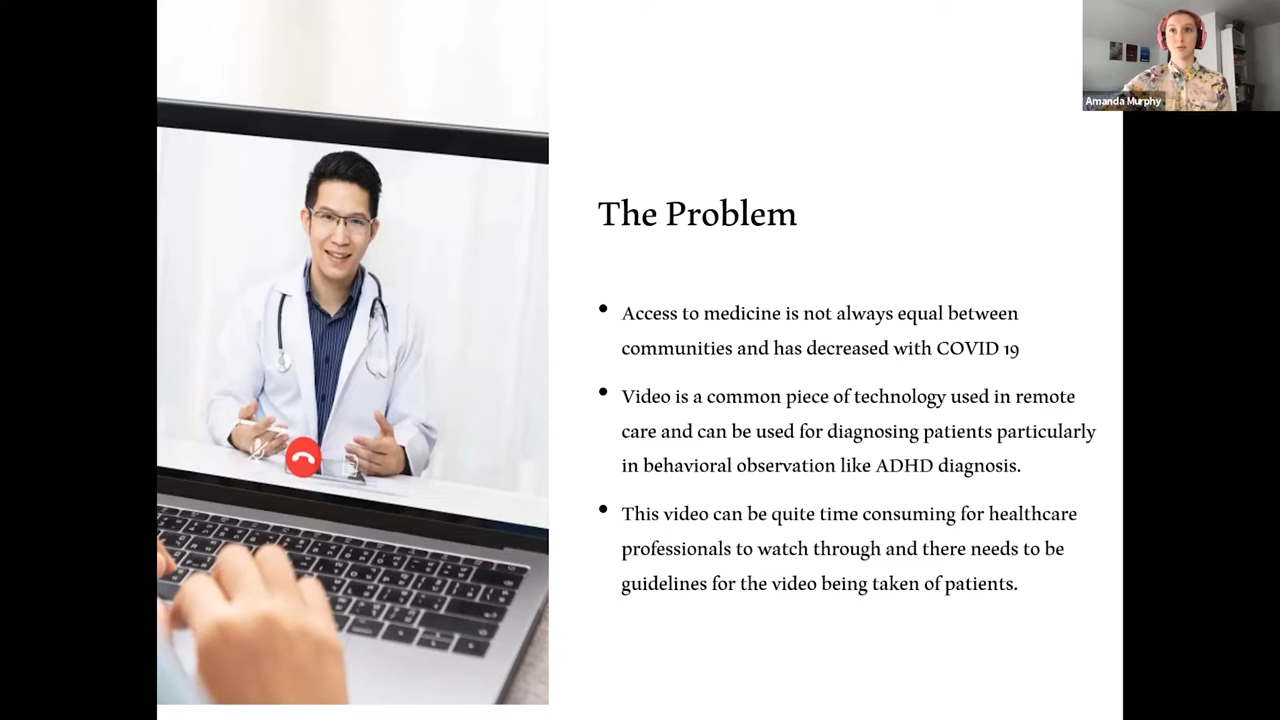 Amanda Murphy
The Problem
• Access to medicine is not always equal between
communities and has decreased with COVID 19
• Video is a common piece of technology used in remote
care and can be used for diagnosing patients particularly
in behavioral observation like ADHD diagnosis.
• This video can be quite time consuming for healthcare
professionals to watch through and there needs to be
guidelines for the video being taken of patients.